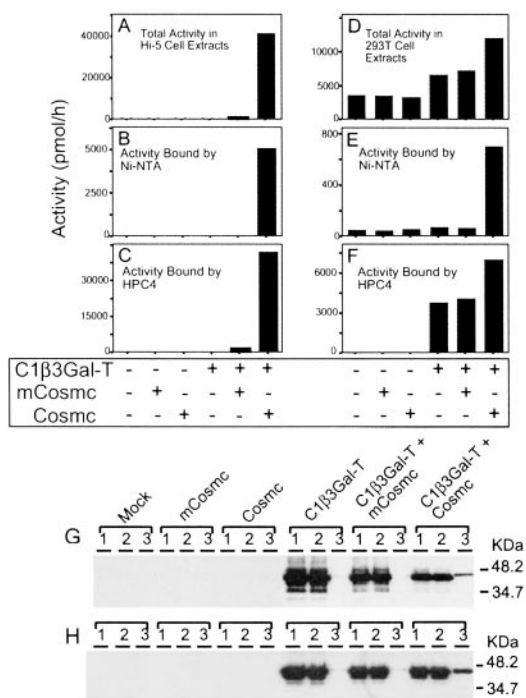 A
Total Activity in
Hi-5 Cell Extracts
40000
20000
0
B
Activity Bound by
Ni-NTA
5000
2500
0
C
Activity Bound by
HPC4
30000
15000
0
Activity (pmol/h)
D
Total Activity in
293T Cell
Extracts
10000
5000
0
E
Activity Bound by
Ni-NTA
800
400
0
F
Activity Bound by
HPC4
6000
3000
0
C1β3Gal-T - - - + + + - - - + + +
mCosmc - + - - + - - + - - + -
Cosmc - - + - - + - - + - - +
Mock
mCosmc
Cosmc
C1β3Gal-T
C1β3Gal-T +
mCosmc
C1β3Gal-T +
Cosmc
G
1 2 3 1 2 3 1 2 3 1 2 3 1 2 3 1 2 3
KDa
- 48.2
- 34.7
H
1 2 3 1 2 3 1 2 3 1 2 3 1 2 3 1 2 3
KDa
- 48.2
- 34.7